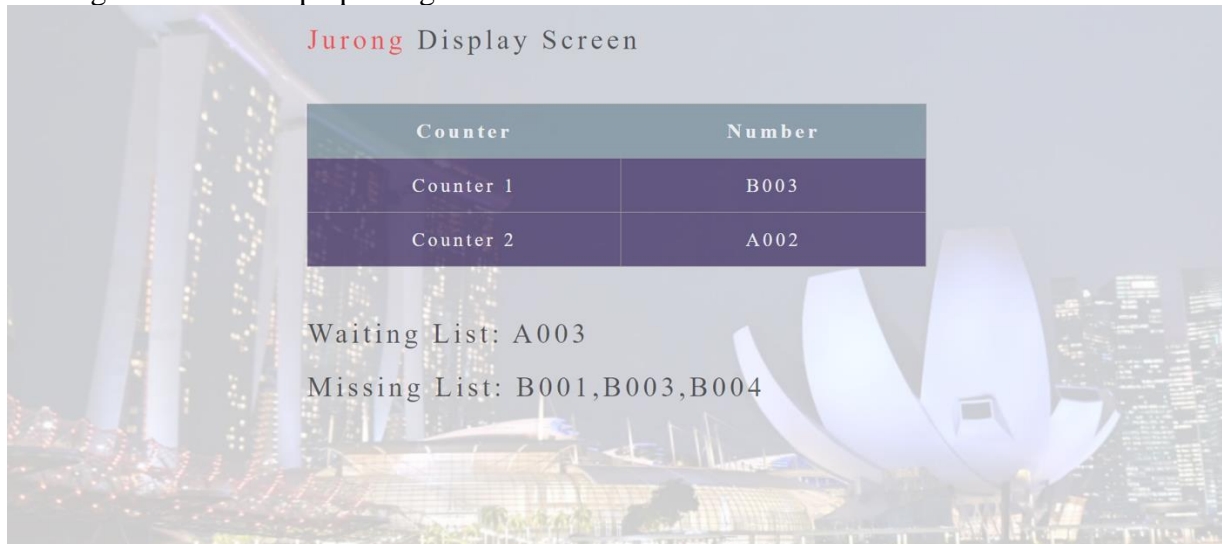 Jurong Display Screen
Counter Number
Counter 1 B003
Counter 2 A002
Waiting List: A003
Missing List: B001,B003,B004